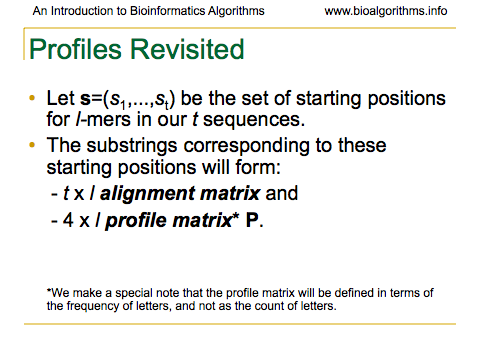 An Introduction to Bioinformatics Algorithms www.bioalgorithms.info
Profiles Revisited
• Let s=(s1,...,st) be the set of starting positions
for l-mers in our t sequences.
• The substrings corresponding to these
starting positions will form:
- t x l alignment matrix and
- 4 x l profile matrix* P.
*We make a special note that the profile matrix will be defined in terms of
the frequency of letters, and not as the count of letters.